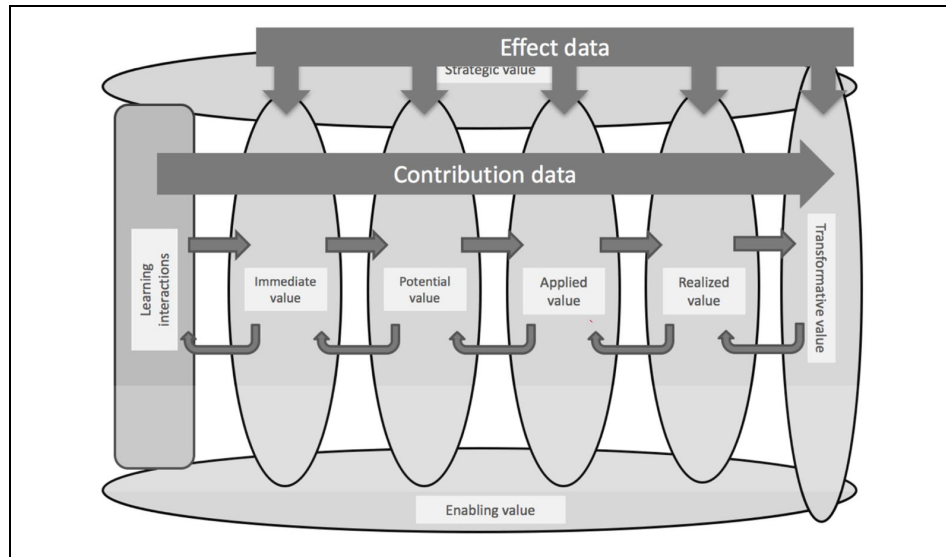 Effect data
Strategic value
Contribution data
Learning
interactions
Immediate
value
Potential
value
Applied
value
Realized
value
Transformative value
Enabling value